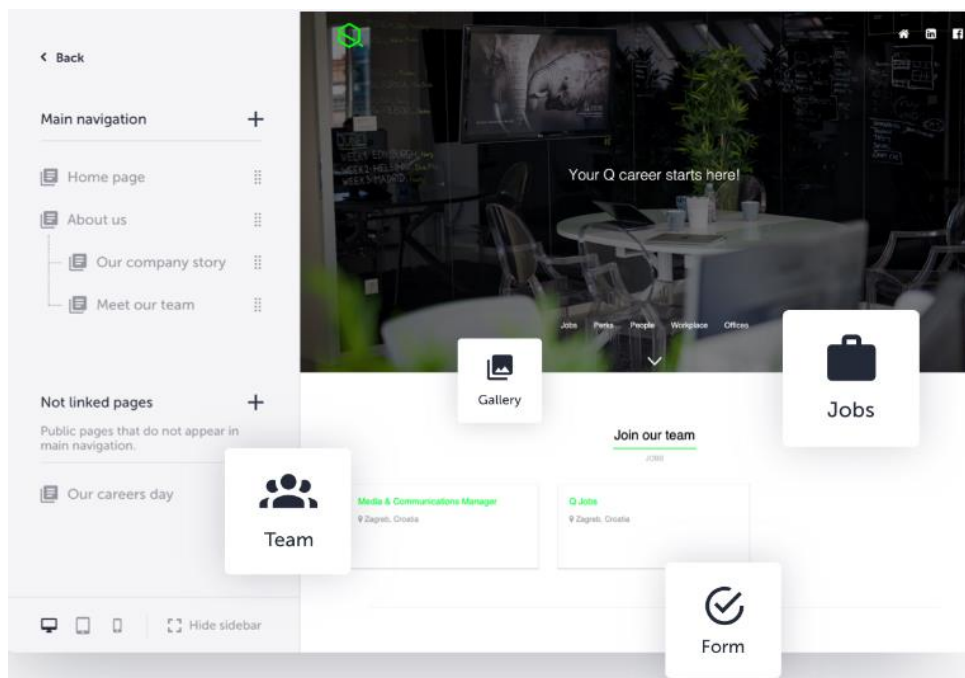 Back
Main navigation
Home page
About us
Our company story
Meet our team
Not linked pages
Public pages that do not appear in
main navigation.
Our careers day
Hide sidebar
Your Q career starts here!
Jobs Perks People Workplace Offices
Gallery
Jobs
Join our team
JOBS
Team
Media & Communications Manager
Zagreb, Croatia
Q Jobs
Zagreb, Croatia
Form